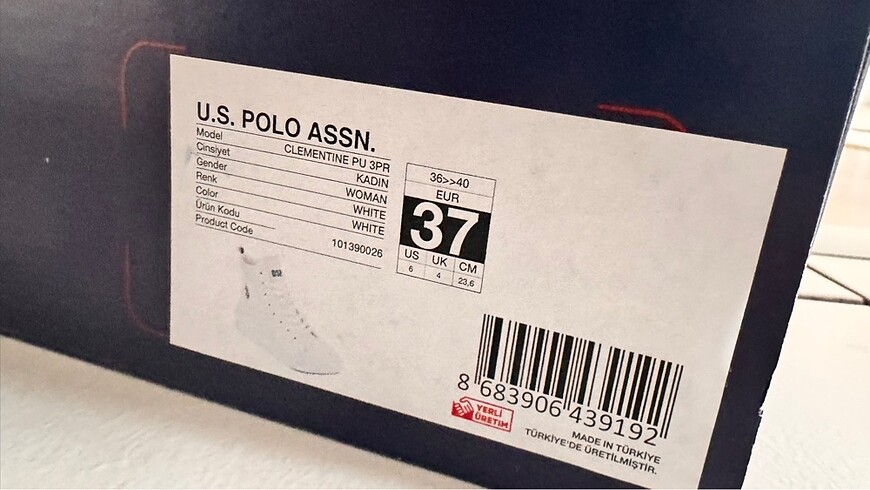 U.S. POLO ASSN.
Model CLEMENTINE PU 3PR
Cinsiyet KADIN
Gender WOMAN
Renk WHITE
Color WHITE
Ürün Kodu
Product Code 101390026
36>>40
EUR
37
US UK CM
6 4 23,6
8 683906 439192
YERLİ
ÜRETİM
MADE IN TÜRKİYE
TÜRKİYE'DE ÜRETİLMİŞTİR.